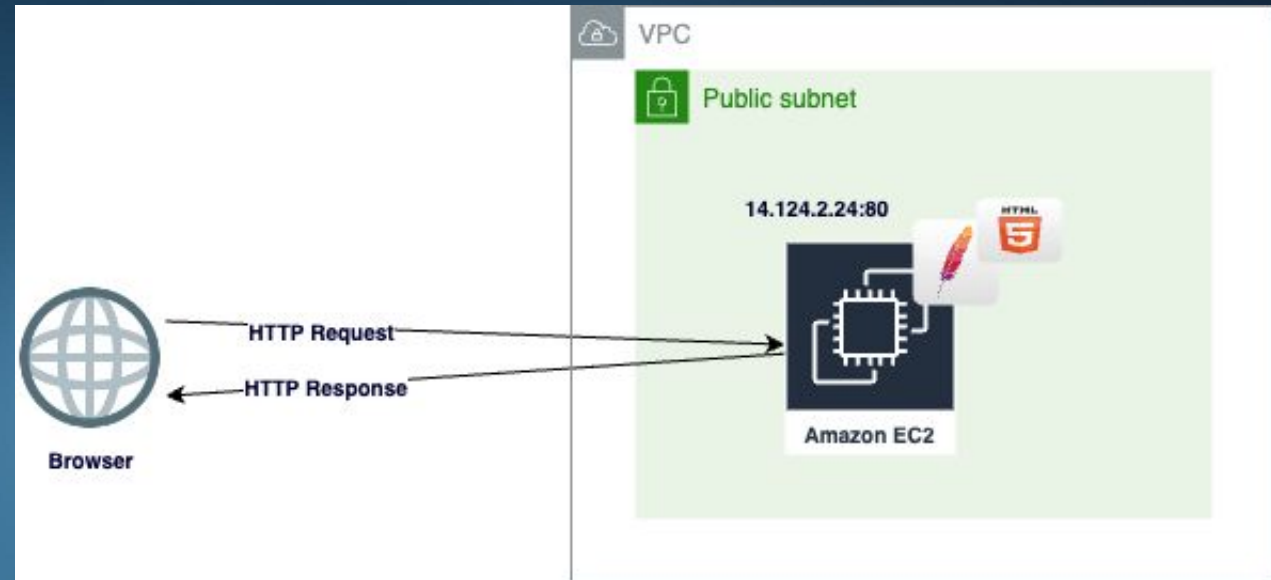 VPC
Public subnet
14.124.2.24:80
HTML
5
HTTP Request
HTTP Response
Amazon EC2
Browser